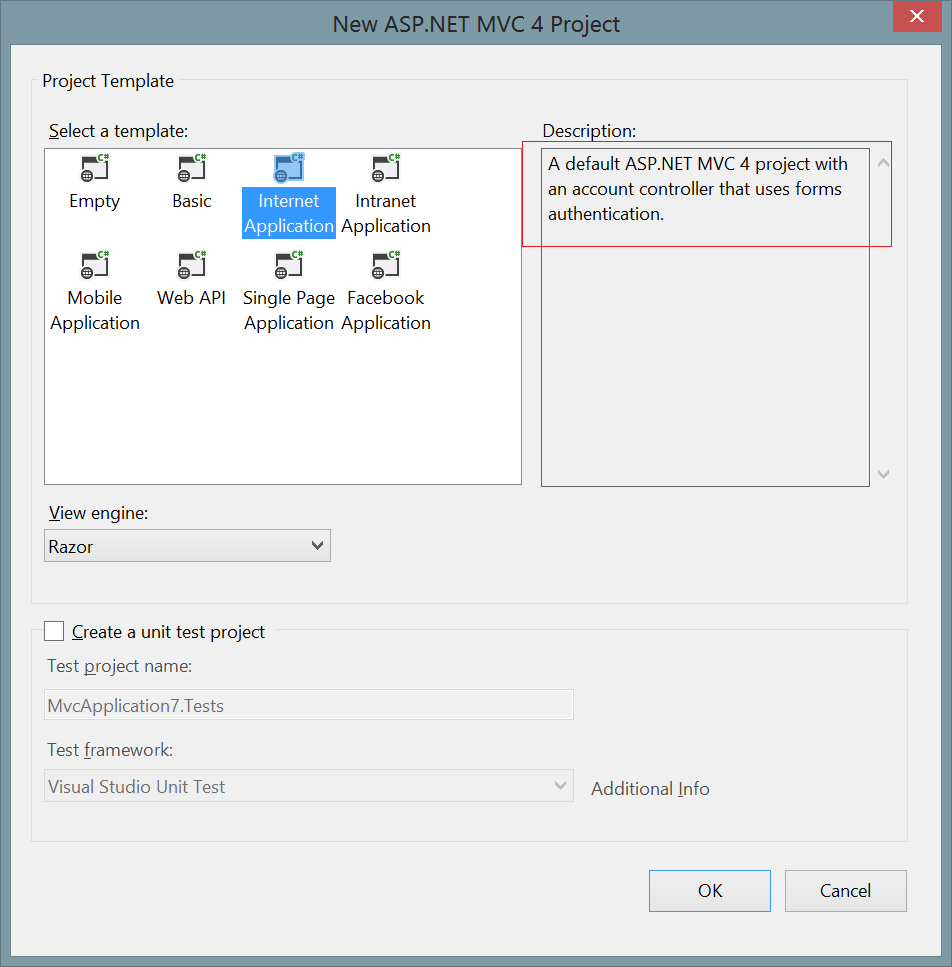 New ASP.NET MVC 4 Project
Project Template
Select a template:
C#
C#
C#
C#
Empty
Basic
Internet
Application
Intranet
Application
C#
C#
C#
C#
Mobile
Application
Web API
Single Page
Application
Facebook
Application
Description:
A default ASP.NET MVC 4 project with
an account controller that uses forms
authentication.
View engine:
Razor
Create a unit test project
Test project name:
MvcApplication7.Tests
Test framework:
Visual Studio Unit Test
Additional Info
OK
Cancel